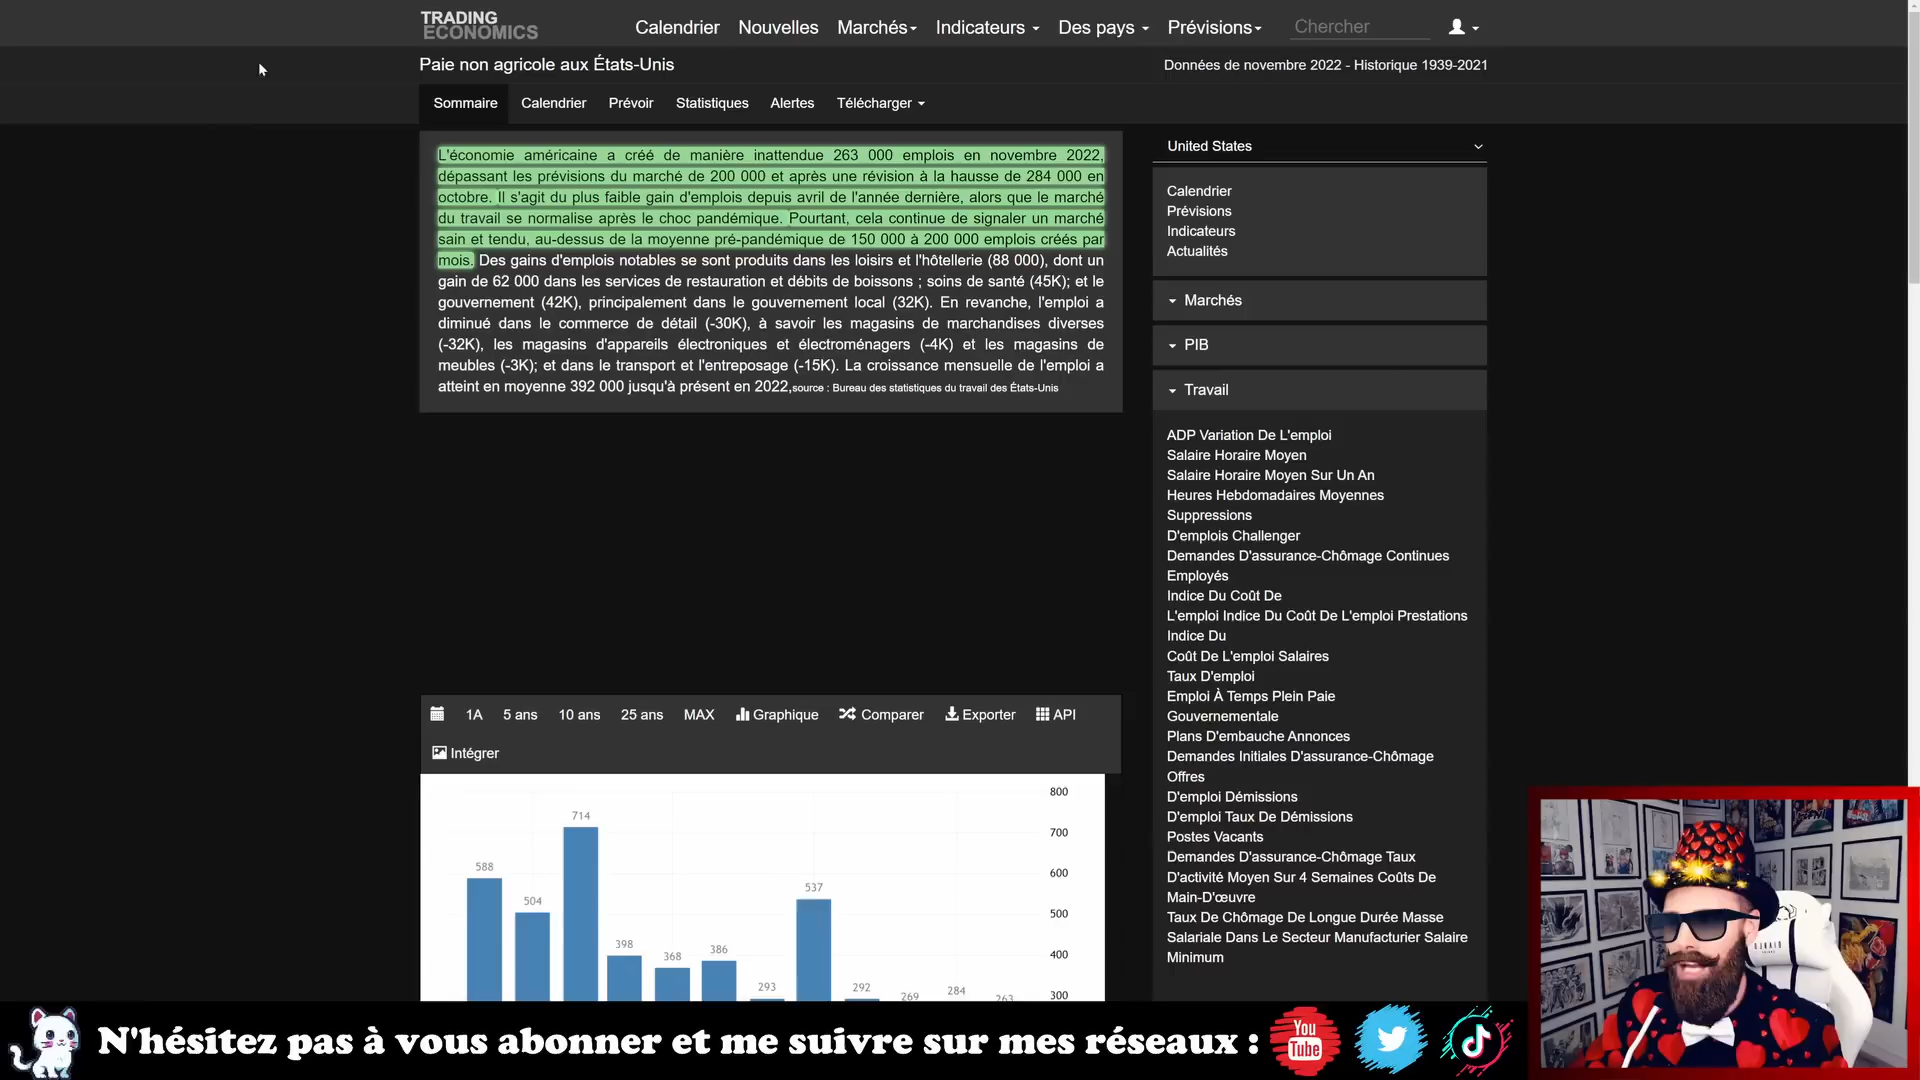 TRADING
ECONOMICS
Calendrier Nouvelles Marchés Indicateurs Des pays Prévisions Chercher
Paie non agricole aux États-Unis
Données de novembre 2022 - Historique 1939-2021
Sommaire Calendrier Prévoir Statistiques Alertes Télécharger
L'économie américaine a créé de manière inattendue 263 000 emplois en novembre 2022,
dépassant les prévisions du marché de 200 000 et après une révision à la hausse de 284 000 en
octobre. Il s'agit du plus faible gain d'emplois depuis avril de l'année dernière, alors que le marché
du travail se normalise après le choc pandémique. Pourtant, cela continue de signaler un marché
sain et tendu, au-dessus de la moyenne pré-pandémique de 150 000 à 200 000 emplois créés par
mois. Des gains d'emplois notables se sont produits dans les loisirs et l'hôtellerie (88 000), dont un
gain de 62 000 dans les services de restauration et débits de boissons ; soins de santé (45K); et le
gouvernement (42K), principalement dans le gouvernement local (32K). En revanche, l'emploi a
diminué dans le commerce de détail (-30K), à savoir les magasins de marchandises diverses
(-32K), les magasins d'appareils électroniques et électroménagers (-4K) et les magasins de
meubles (-3K); et dans le transport et l'entreposage (-15K). La croissance mensuelle de l'emploi a
atteint en moyenne 392 000 jusqu'à présent en 2022,source : Bureau des statistiques du travail des États-Unis
1A 5 ans 10 ans 25 ans MAX Graphique Comparer Exporter API
Intégrer
800
700
600
500
400
300
588
504
714
398
368
386
293
537
292
269
284
263
United States
Calendrier
Prévisions
Indicateurs
Actualités
Marchés
PIB
Travail
ADP Variation De L'emploi
Salaire Horaire Moyen
Salaire Horaire Moyen Sur Un An
Heures Hebdomadaires Moyennes
Suppressions
D'emplois Challenger
Demandes D'assurance-Chômage Continues
Employés
Indice Du Coût De
L'emploi Indice Du Coût De L'emploi Prestations
Indice Du
Coût De L'emploi Salaires
Taux D'emploi
Emploi À Temps Plein Paie
Gouvernementale
Plans D'embauche Annonces
Demandes Initiales D'assurance-Chômage
Offres
D'emploi Démissions
D'emploi Taux De Démissions
Postes Vacants
Demandes D'assurance-Chômage Taux
D'activité Moyen Sur 4 Semaines Coûts De
Main-D'œuvre
Taux De Chômage De Longue Durée Masse
Salariale Dans Le Secteur Manufacturier Salaire
Minimum
N'hésitez pas à vous abonner et me suivre sur mes réseaux :
You
Tube